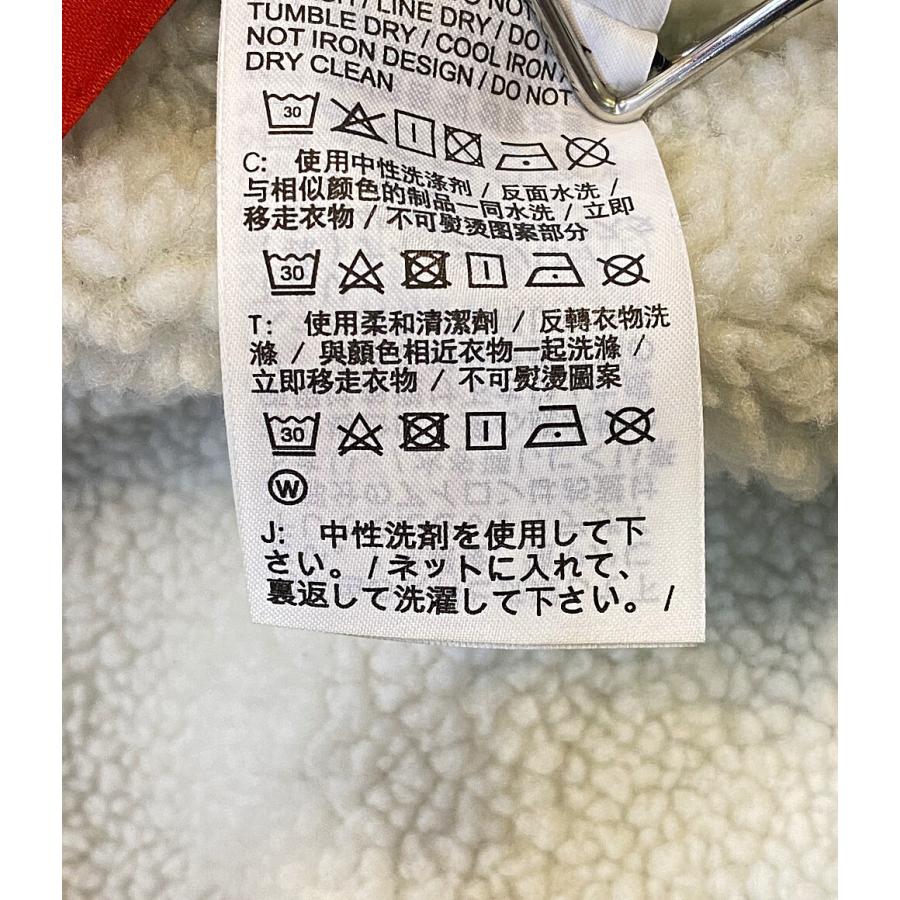 / LINE DRY / DO
TUMBLE DRY / COOL IRON
NOT IRON DESIGN / DO NOT
DRY CLEAN
30
C: 使用中性洗涤剂 / 反面水洗 /
与相似颜色的制品一同水洗 / 立即
移走衣物 / 不可熨烫图案部分
30
T: 使用柔和清潔劑 / 反轉衣物洗
滌 / 與顏色相近衣物一起洗滌 /
立即移走衣物 / 不可熨燙圖案
30
W
J: 中性洗剤を使用して下
さい。/ ネットに入れて、
裏返して洗濯して下さい。/